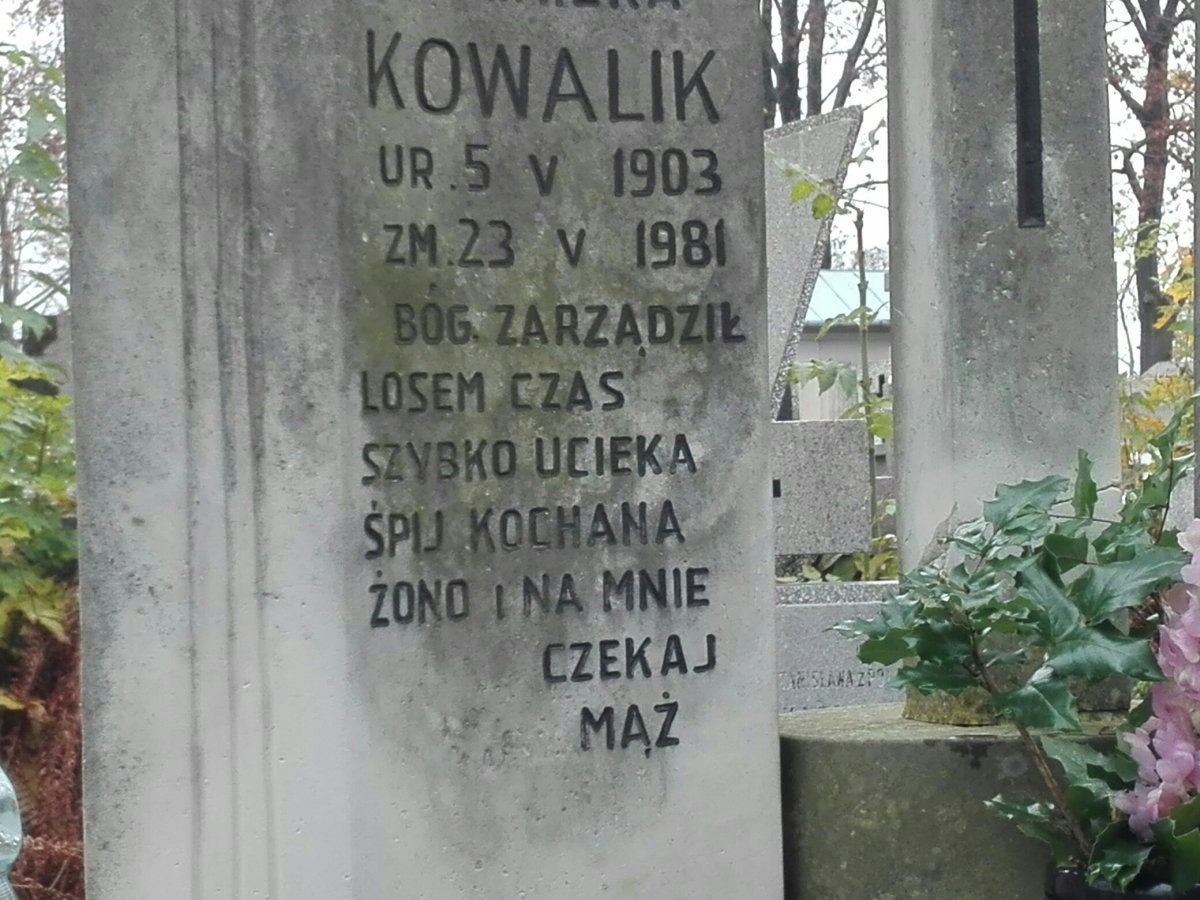 KOWALIK
UR. 5 V 1903
ZM. 23 V 1981
BÓG. ZARZĄDZIŁ
LOSEM CZAS
SZYBKO UCIEKA
ŚPIJ KOCHANA
ŻONO I NA MNIE
CZEKAJ
MĄŻ